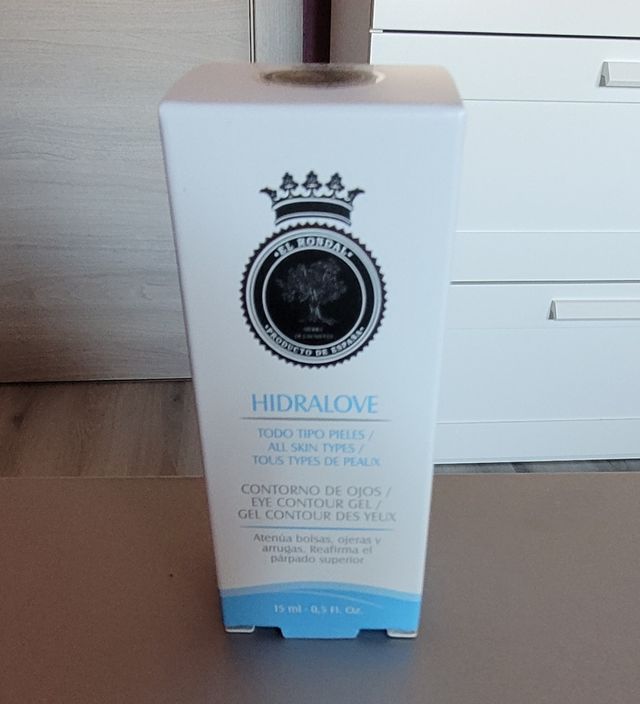 EL RONDAL
PRODUCTO DE ESPAÑA
HIDRALOVE
TODO TIPO PIELES /
ALL SKIN TYPES /
TOUS TYPES DE PEAUX
CONTORNO DE OJOS /
EYE CONTOUR GEL /
GEL CONTOUR DES YEUX
Atenúa bolsas, ojeras y
arrugas. Reafirma el
párpado superior
15 ml - 0,5 Fl. Oz.